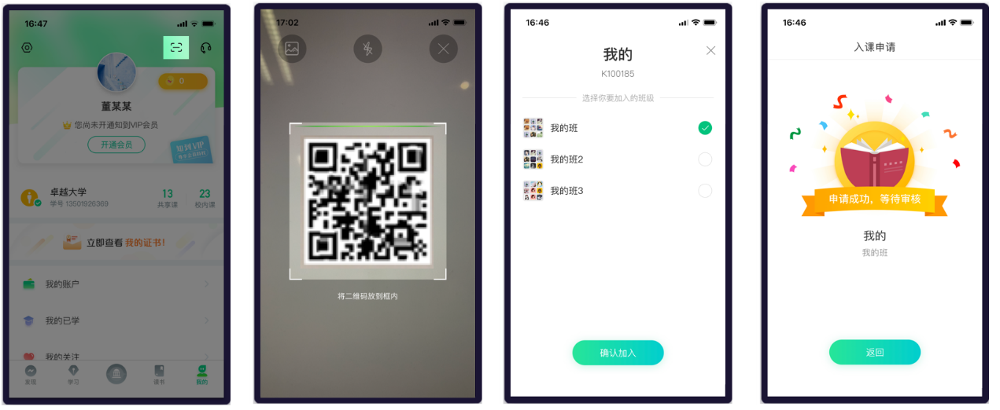 16:47
0
董某某
您尚未开通知到VIP会员
开通会员
知到VIP
卓越大学
学号 13501926369
13
共享课
23
校内课
立即查看 我的证书!
我的账户
我的已学
我的关注
发现
学习
读书
我的
17:02
将二维码放到框内
16:46
我的
K100185
选择你要加入的班级
我的班
我的班2
我的班3
确认加入
16:46
入课申请
申请成功，等待审核
我的
我的班
返回